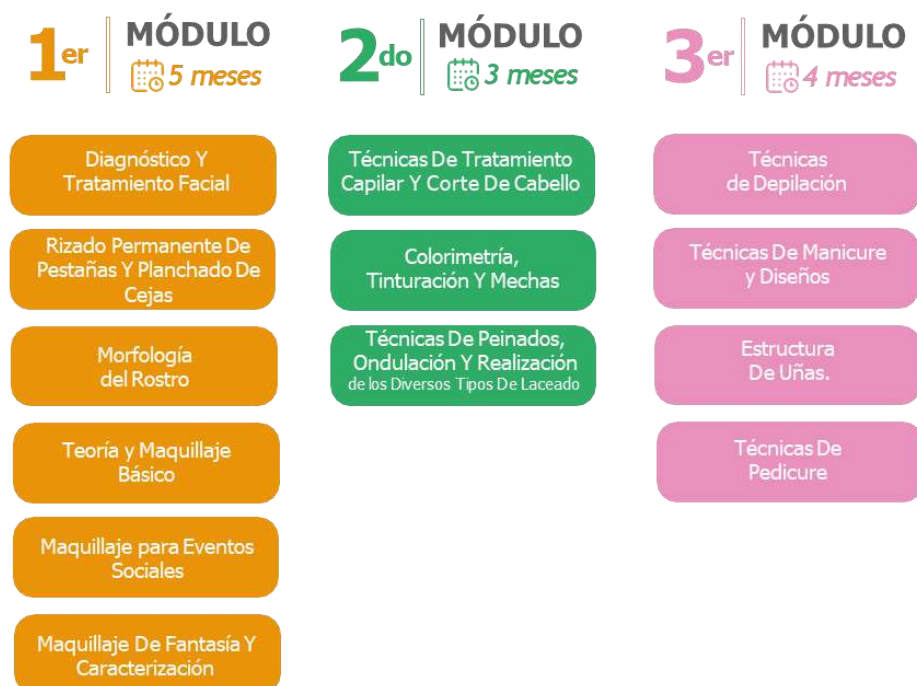 1er
MÓDULO
5 meses
Diagnóstico Y
Tratamiento Facial
Rizado Permanente De
Pestañas Y Planchado De
Cejas
Morfología
del Rostro
Teoría y Maquillaje
Básico
Maquillaje para Eventos
Sociales
Maquillaje De Fantasía Y
Caracterización
2do
MÓDULO
3 meses
Técnicas De Tratamiento
Capilar Y Corte De Cabello
Colorimetría,
Tinturación Y Mechas
Técnicas De Peinados,
Ondulación Y Realización
de los Diversos Tipos De Laceado
3er
MÓDULO
4 meses
Técnicas
de Depilación
Técnicas De Manicure
y Diseños
Estructura
De Uñas.
Técnicas De
Pedicure